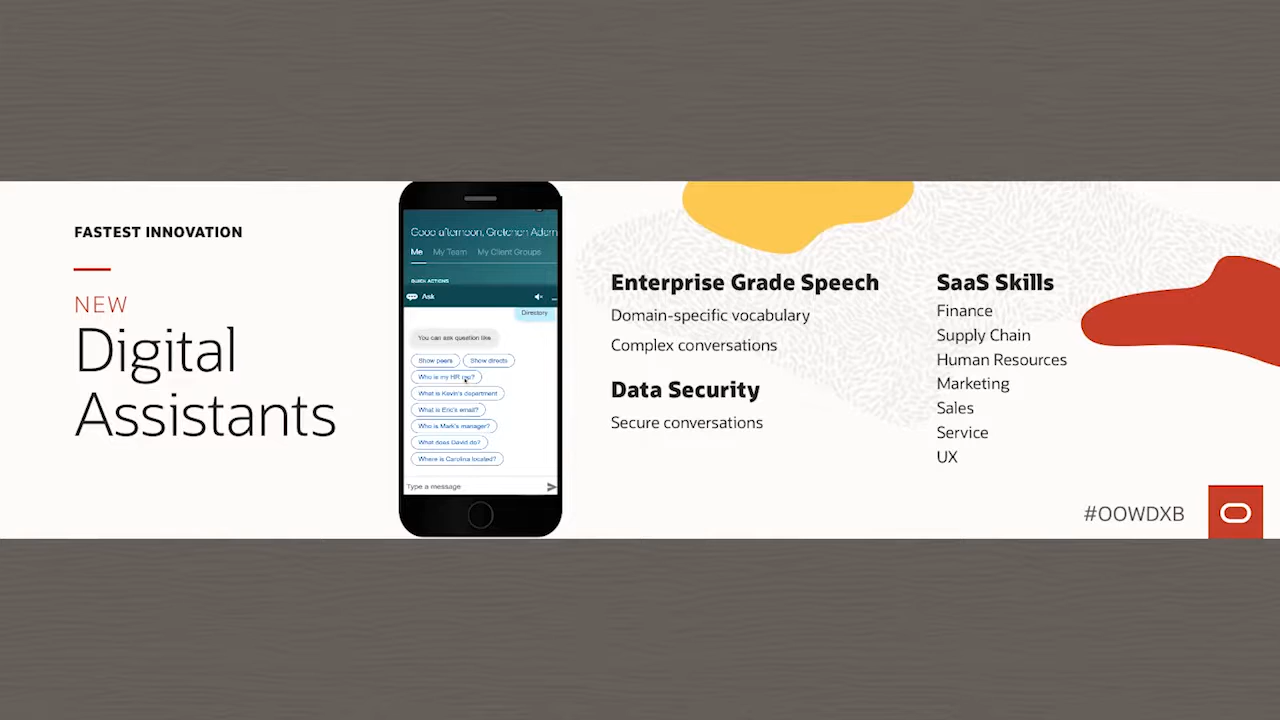 FASTEST INNOVATION
NEW
Digital
Assistants
Good afternoon, Gretchen Adam
Me My Team My Client Groups
QUICK ACTIONS
Ask
Directory
You can ask question like
Show peers Show directs
Who is my HR rep?
What is Kevin's department
What is Eric's email?
Who is Mark's manager?
What does David do?
Where is Carolina located?
Type a message
Enterprise Grade Speech
Domain-specific vocabulary
Complex conversations
Data Security
Secure conversations
SaaS Skills
Finance
Supply Chain
Human Resources
Marketing
Sales
Service
UX
#OOWDXB